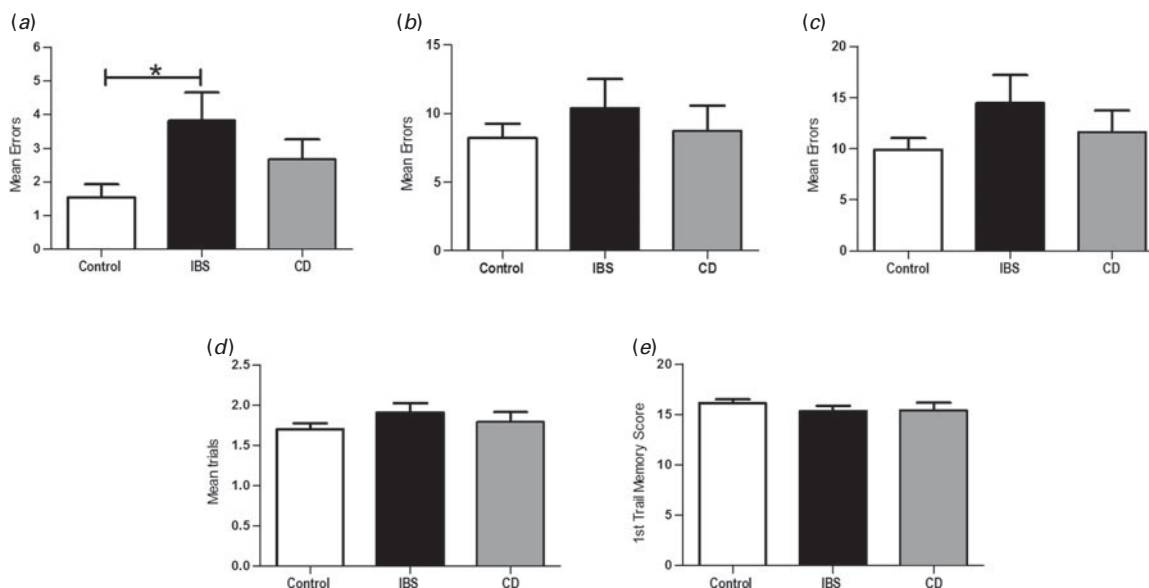 (a)
6
5
4
3
2
1
0
Mean Errors
*
Control IBS CD
(b)
15
10
5
0
Mean Errors
Control IBS CD
(c)
20
15
10
5
0
Mean Errors
Control IBS CD
(d)
2.5
2.0
1.5
1.0
0.5
0.0
Mean trials
Control IBS CD
(e)
20
15
10
5
0
1st Trail Memory Score
Control IBS CD